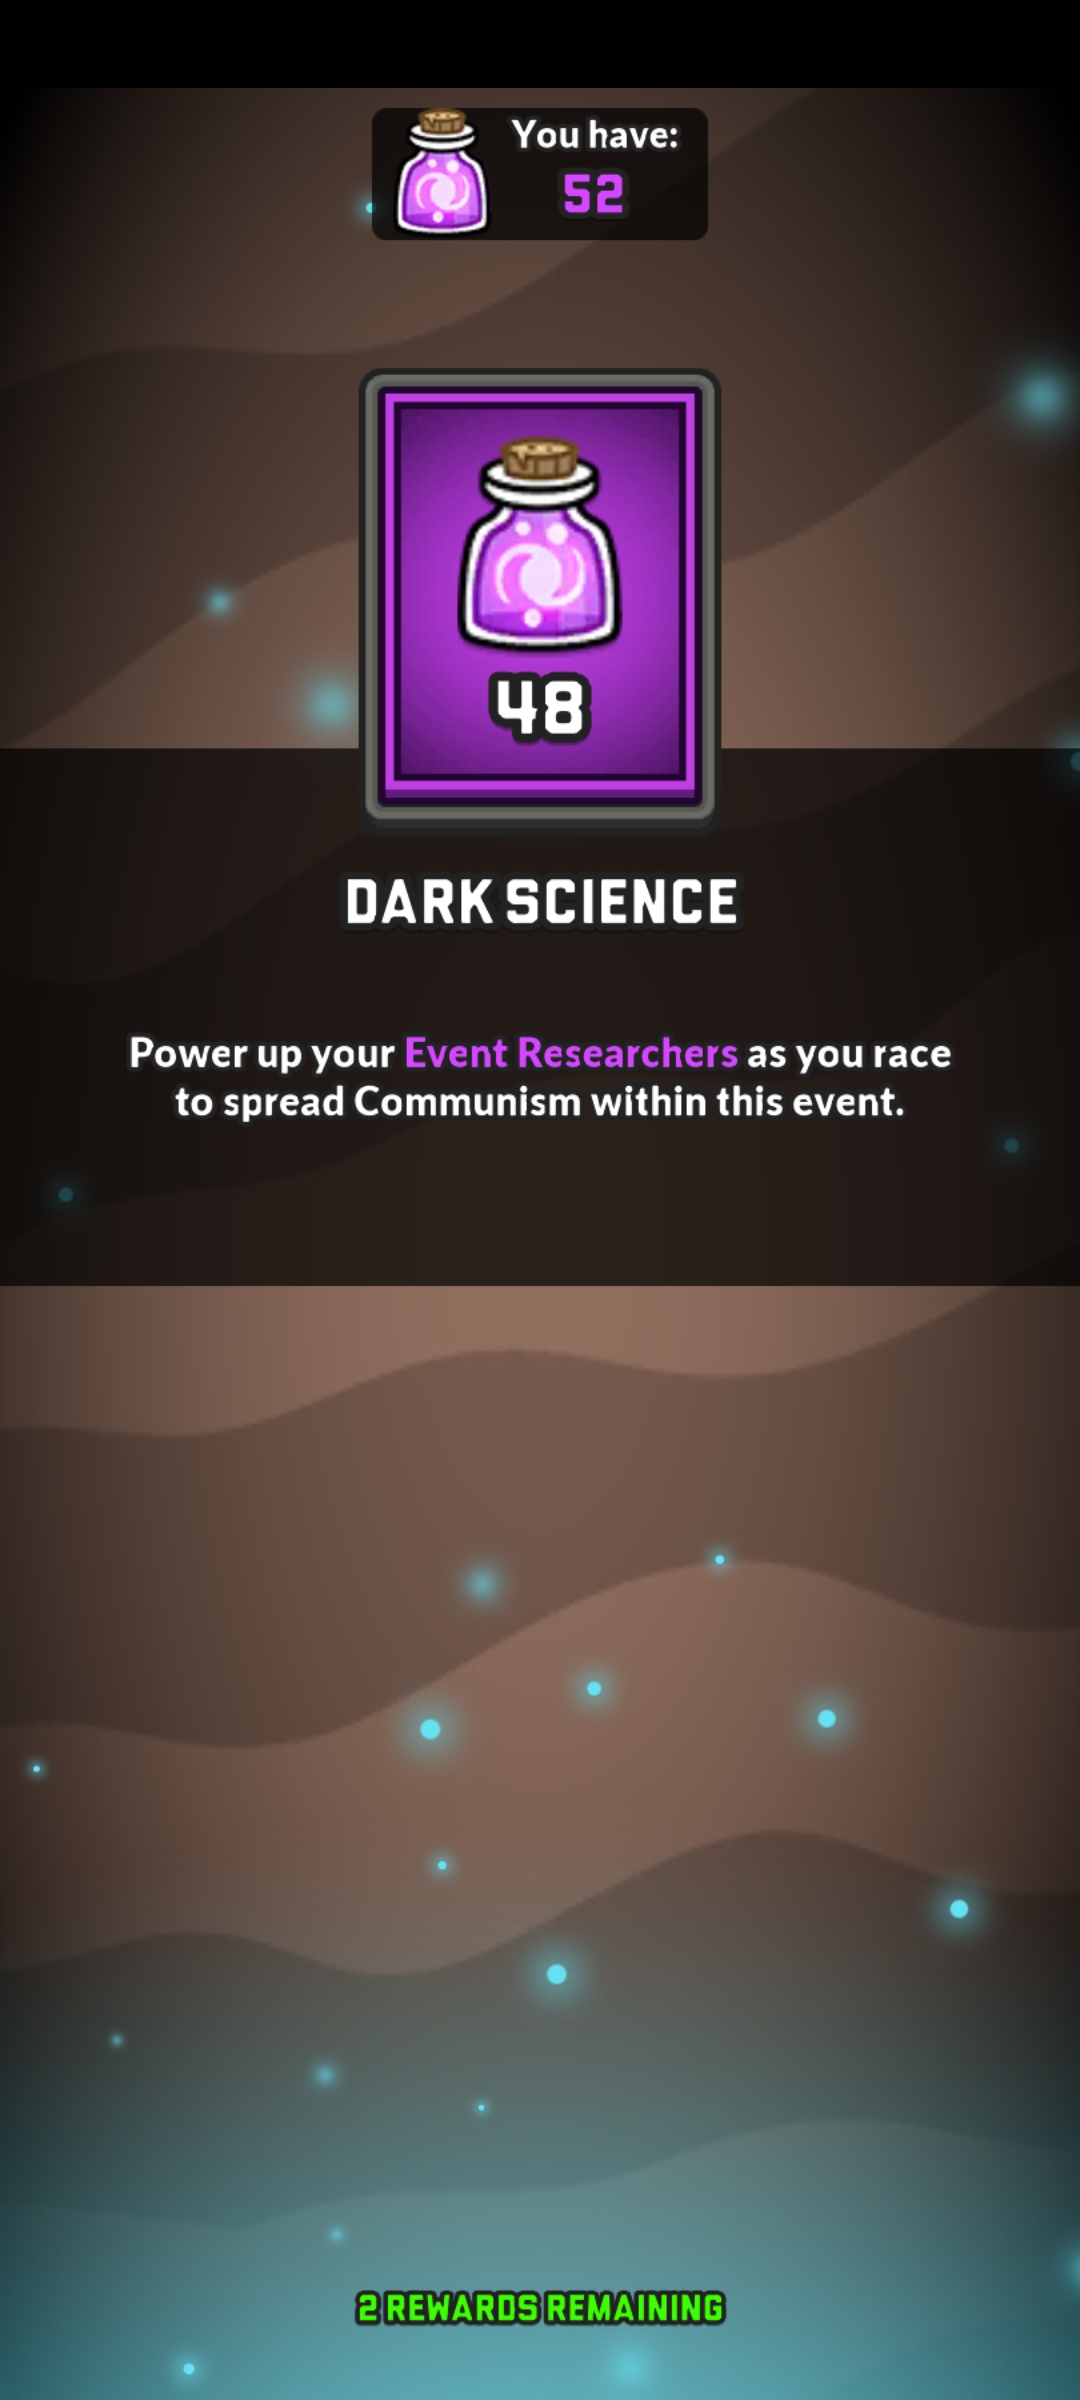 You have:
52
48
DARK SCIENCE
Power up your Event Researchers as you race
to spread Communism within this event.
2 REWARDS REMAINING